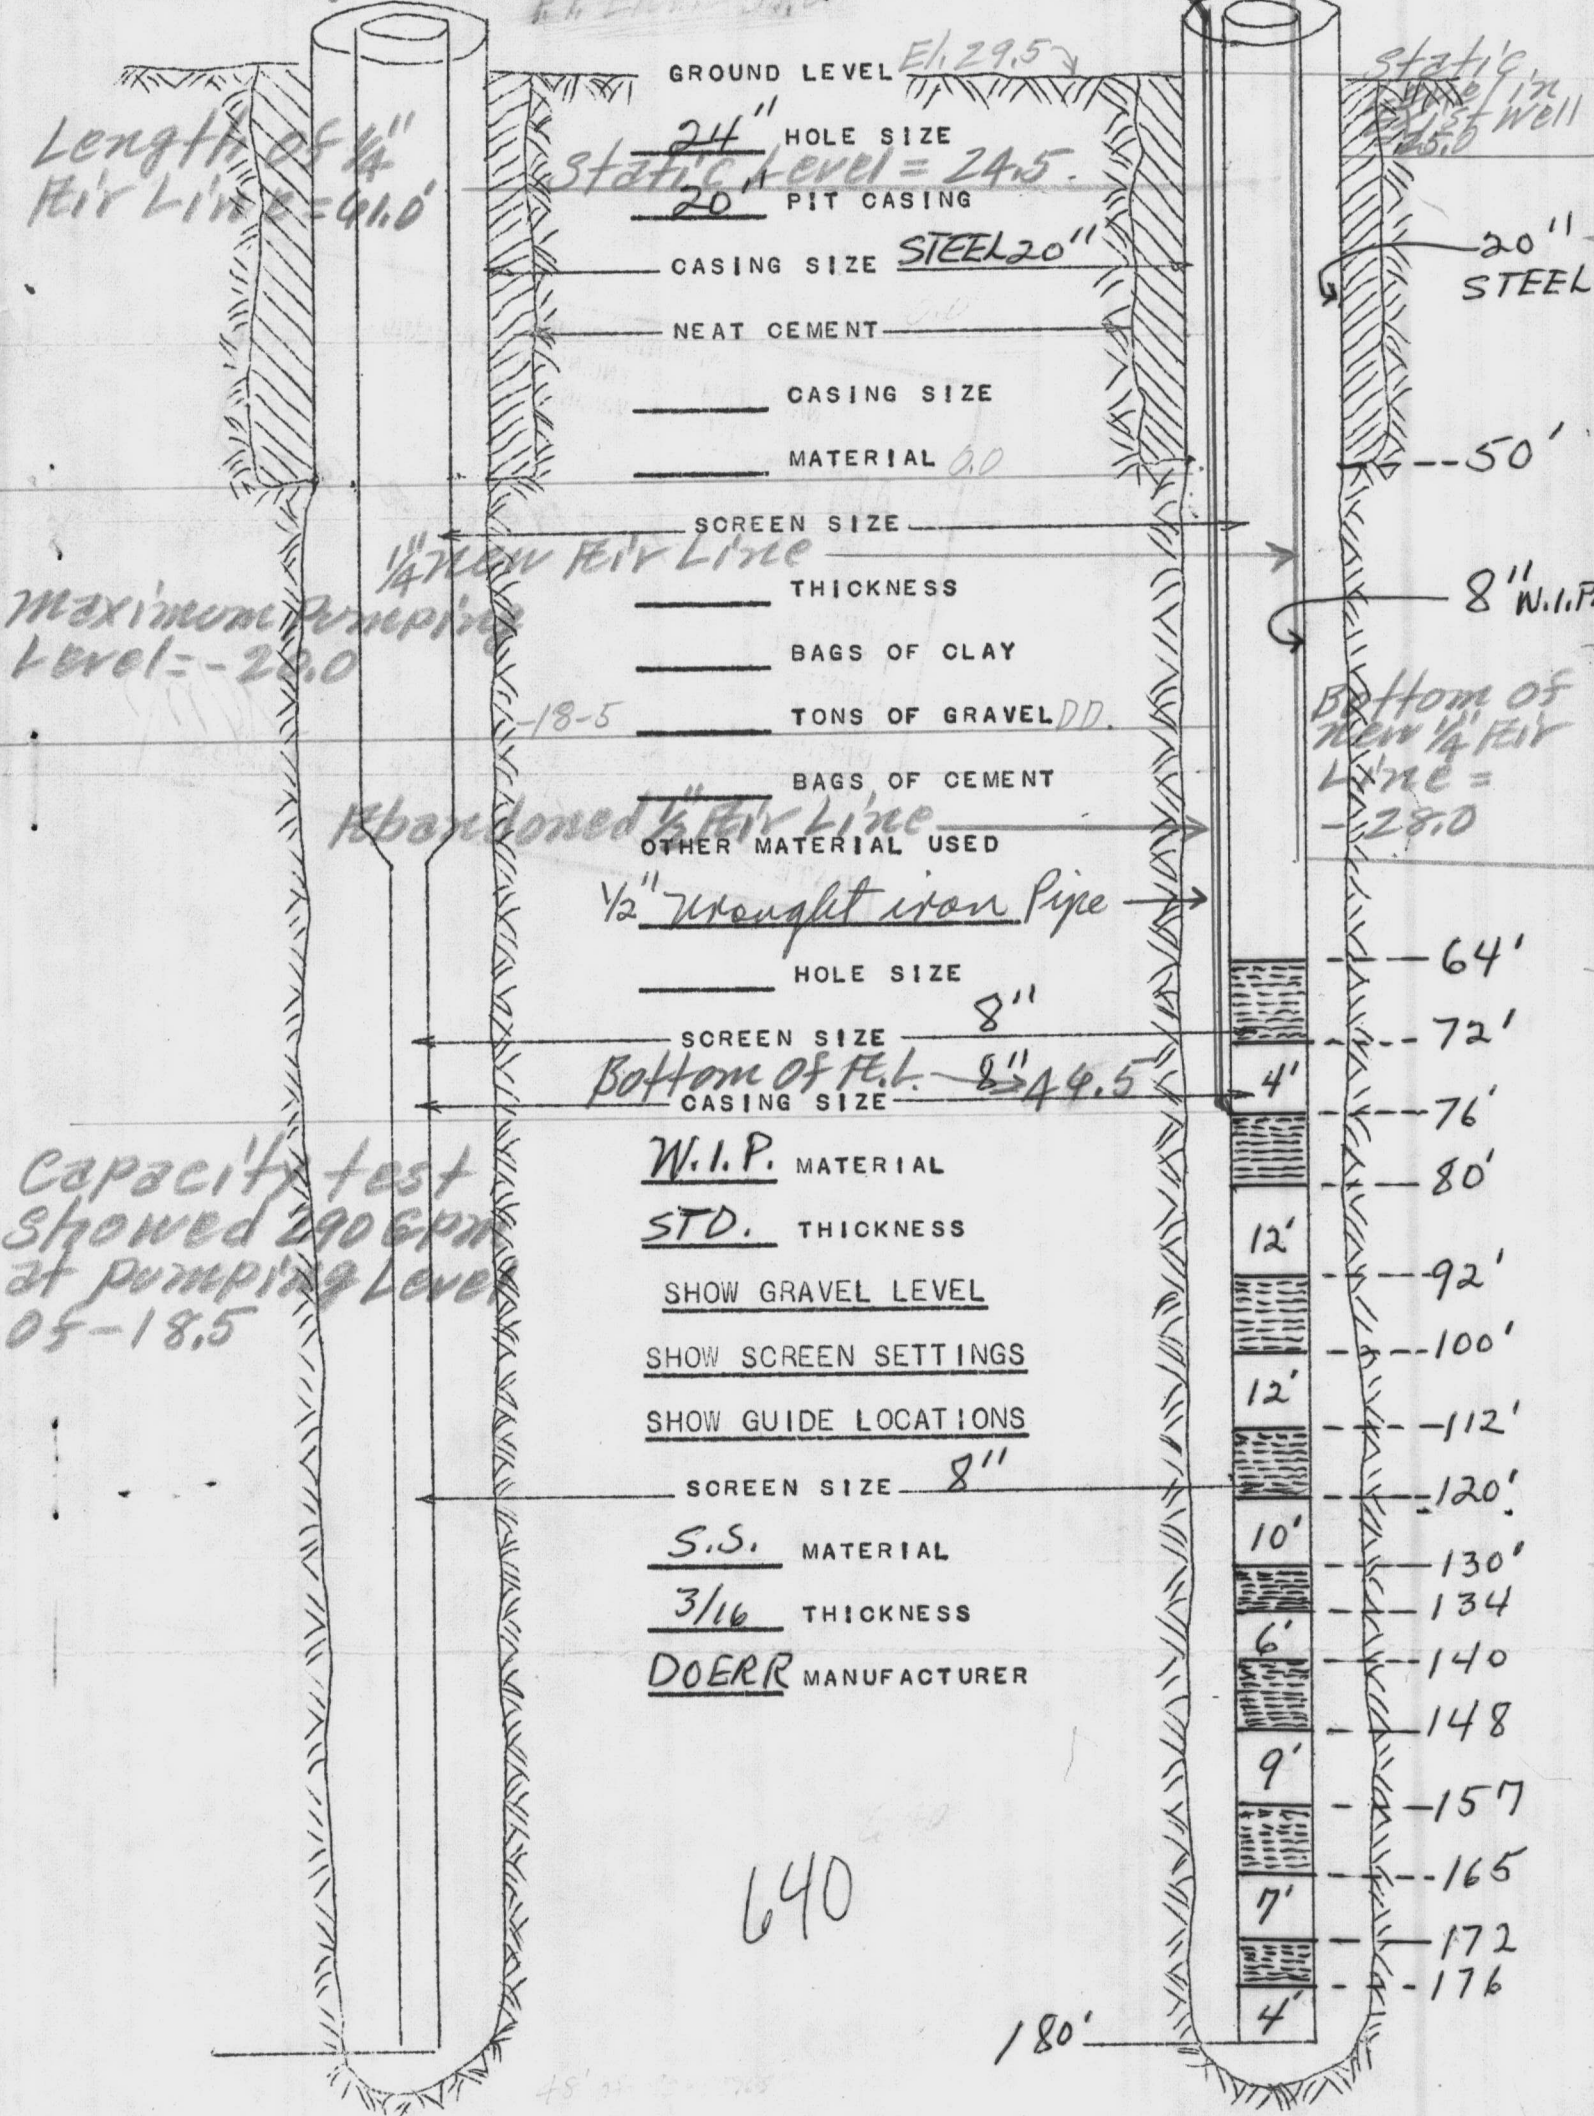 GROUND LEVEL El. 29.5
24" HOLE SIZE
Static Level = 24.5.
20" PIT CASING
CASING SIZE STEEL 20"
NEAT CEMENT
CASING SIZE
MATERIAL 0.0
SCREEN SIZE
1/4" new Air Line
THICKNESS
BAGS OF CLAY
-18-5 TONS OF GRAVEL DD.
BAGS OF CEMENT
Abandoned 1/2" Air Line
OTHER MATERIAL USED
1/2" Wrought iron Pipe
HOLE SIZE
SCREEN SIZE 8"
Bottom of A.L.
CASING SIZE 8"
W.I.P. MATERIAL
STD. THICKNESS
SHOW GRAVEL LEVEL
SHOW SCREEN SETTINGS
SHOW GUIDE LOCATIONS
SCREEN SIZE 8"
S.S. MATERIAL
3/16 THICKNESS
DOERR MANUFACTURER
640
Length of 1/4"
Air Line =
Maximum Pumping
Level = -28.0
Capacity test
showed 290 GPM
at Pumping Level
of -18.5
Static
in
Exist Well
25.0
20"
STEEL
50'
8" W.I.P.
Bottom of
new 1/4" Air
Line =
-28.0
64'
72'
4'
76'
80'
12'
92'
100'
12'
112'
120'
10'
130'
134
6'
140
148
9'
157
165
7'
172
176
4'
180'